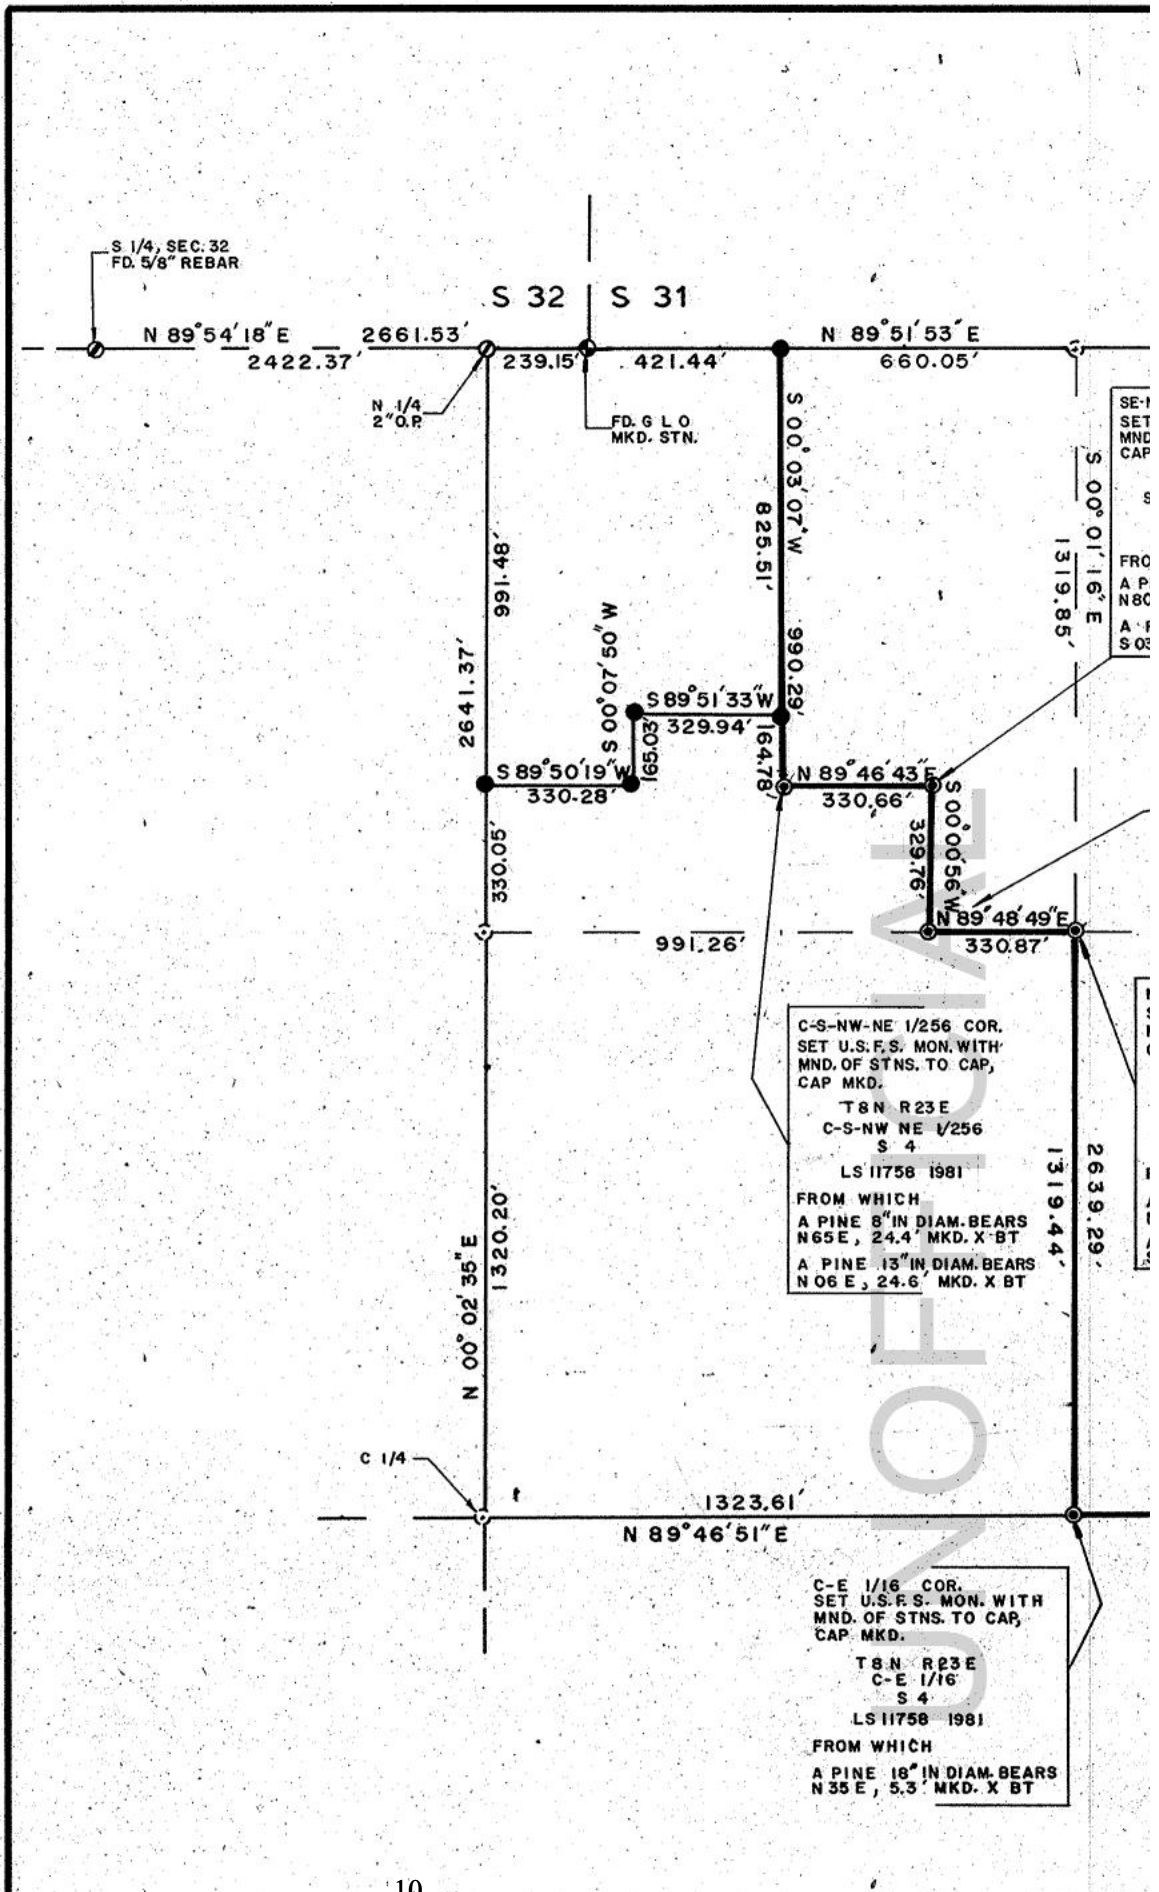 S 1/4, SEC. 32
FD. 5/8" REBAR
S 32
S 31
N 89°54'18" E
2661.53'
N 89°51'53" E
2422.37'
239.15'
421.44'
660.05'
N 1/4
2" O.P.
FD. G L O
MKD. STN.
SET
MND
CAP
S 00°03'07" W
825.51'
990.29'
164.78'
S 00°01'16" E
1319.85'
FRO
A P
N 80
S 03
991.48'
2641.37'
S 00°07'50" W
165.03'
S 89°51'33" W
329.94'
S 89°50'19" W
330.28'
N 89°46'43" E
330.66'
S 00°00'56" W
329.76'
330.05'
N 89°48'49" E
330.87'
991.26'
C-S-NW-NE 1/256 COR.
SET U.S.F.S. MON. WITH
MND. OF STNS. TO CAP,
CAP MKD.
T8N R23E
C-S-NW NE 1/256
S 4
LS 11758 1981
FROM WHICH
A PINE 8" IN DIAM. BEARS
N 65 E, 24.4' MKD. X BT
A PINE 13" IN DIAM. BEARS
N 06 E, 24.6' MKD. X BT
1319.44'
2639.29'
1320.20'
N 00°02'35" E
C 1/4
1323.61'
N 89°46'51" E
C-E 1/16 COR.
SET U.S.F.S. MON. WITH
MND. OF STNS. TO CAP,
CAP MKD.
T8N R23E
C-E 1/16
S 4
LS 11758 1981
FROM WHICH
A PINE 18" IN DIAM. BEARS
N 35 E, 5.3' MKD. X BT
UNOFFICIAL
10